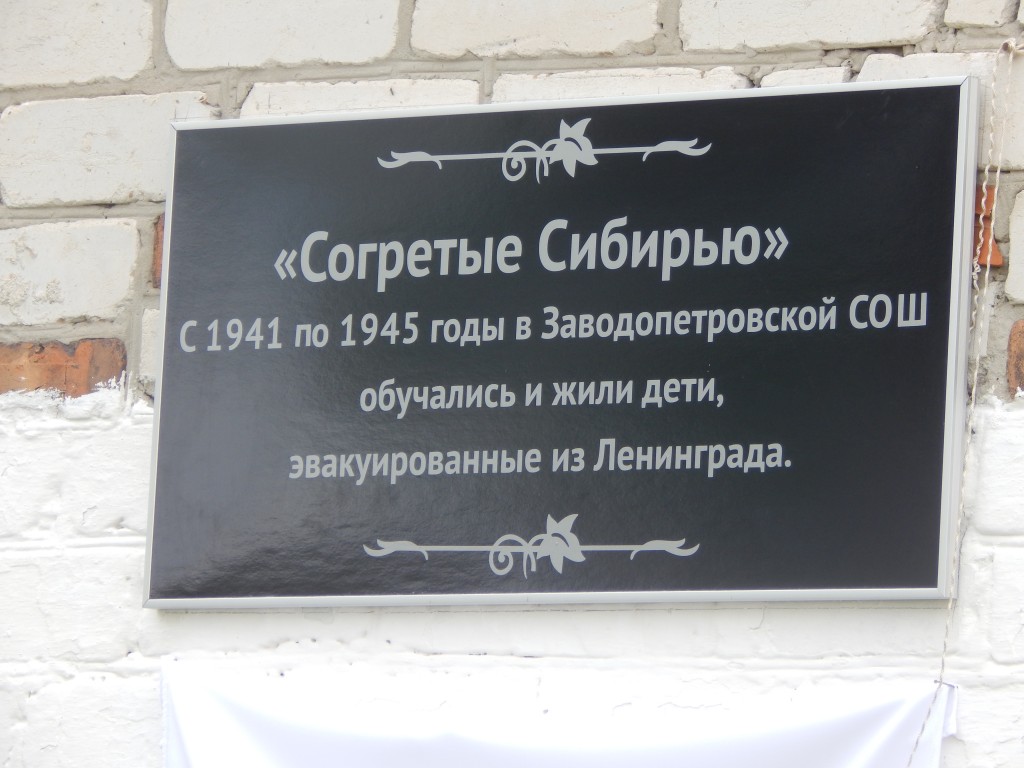 «Согретые Сибирью»
С 1941 по 1945 годы в Заводопетровской СОШ
обучались и жили дети,
эвакуированные из Ленинграда.